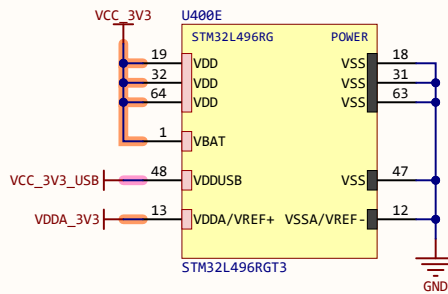 VCC_3V3
U400E
STM32L496RG POWER
19 VDD VSS 18
32 VDD VSS 31
64 VDD VSS 63
1 VBAT
VCC_3V3_USB 48 VDDUSB VSS 47
VDDA_3V3 13 VDDA/VREF+ VSSA/VREF- 12
STM32L496RGT3
GND